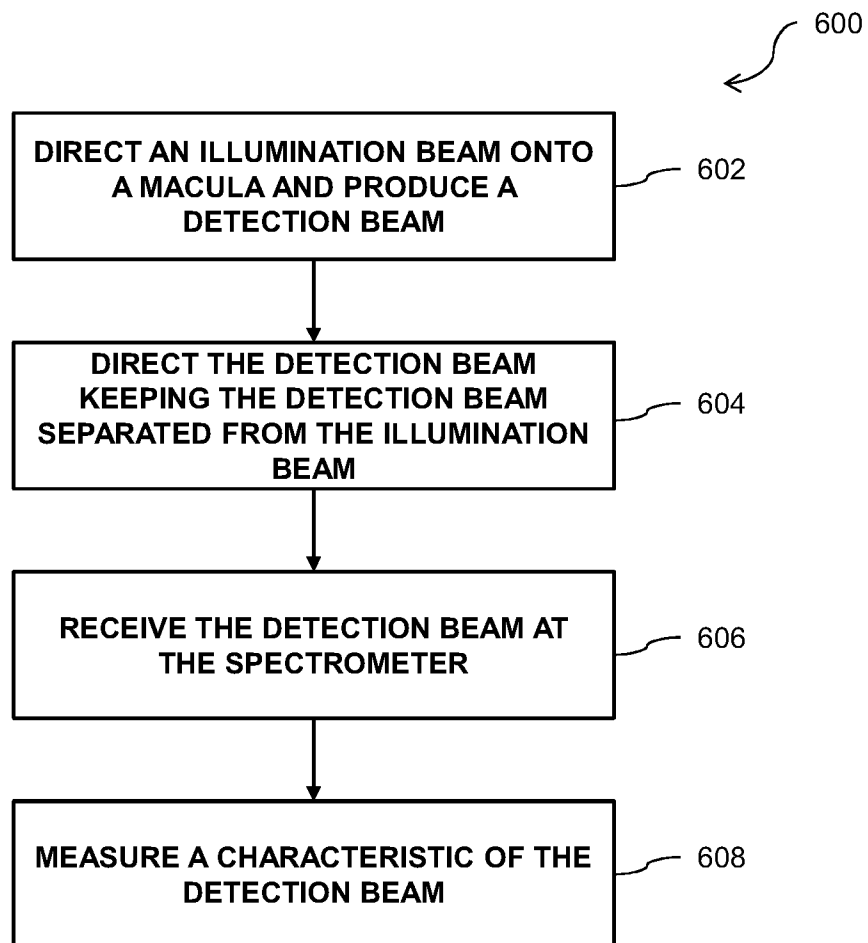 600
DIRECT AN ILLUMINATION BEAM ONTO
A MACULA AND PRODUCE A
DETECTION BEAM
602
DIRECT THE DETECTION BEAM
KEEPING THE DETECTION BEAM
SEPARATED FROM THE ILLUMINATION
BEAM
604
RECEIVE THE DETECTION BEAM AT
THE SPECTROMETER
606
MEASURE A CHARACTERISTIC OF THE
DETECTION BEAM
608